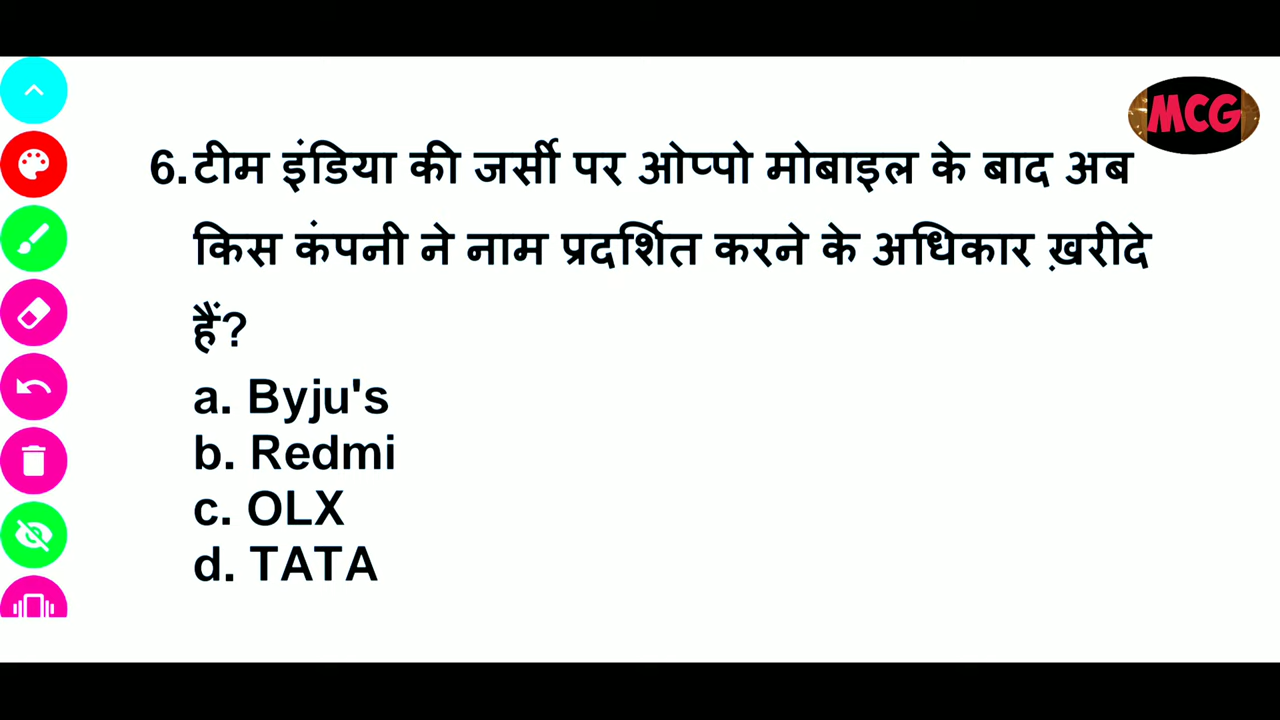 MCG
6.टीम इंडिया की जर्सी पर ओप्पो मोबाइल के बाद अब
किस कंपनी ने नाम प्रदर्शित करने के अधिकार ख़रीदे
हैं?
a. Byju's
b. Redmi
c. OLX
d. TATA